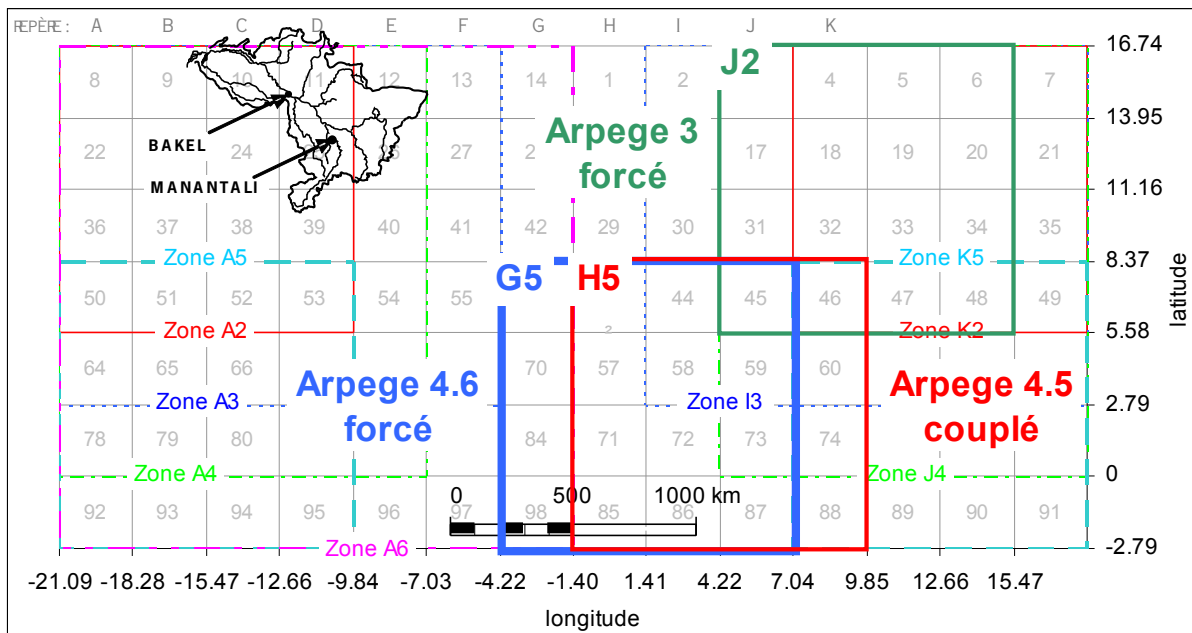 REPÈRE: A B C D E F G H I J K
J2
16.74
8 9 10 11 12 13 14 1 2 4 5 6 7
13.95
Arpege 3
forcé
BAKEL
22 24 27 2 17 18 19 20 21
MANANTALI
11.16
36 37 38 39 40 41 42 29 30 31 32 33 34 35
Zone A5 Zone K5
8.37
G5 H5
50 51 52 53 54 55 44 45 46 47 48 49
2
Zone A2 Zone K2
5.58
64 65 66 70 57 58 59 60
Arpege 4.6
forcé
Arpege 4.5
couplé
Zone A3 Zone I3
2.79
78 79 80 84 71 72 73 74
Zone A4 Zone J4
0
0 500 1000 km
92 93 94 95 96 97 98 85 86 87 88 89 90 91
Zone A6
-2.79
-21.09 -18.28 -15.47 -12.66 -9.84 -7.03 -4.22 -1.40 1.41 4.22 7.04 9.85 12.66 15.47
longitude
latitude